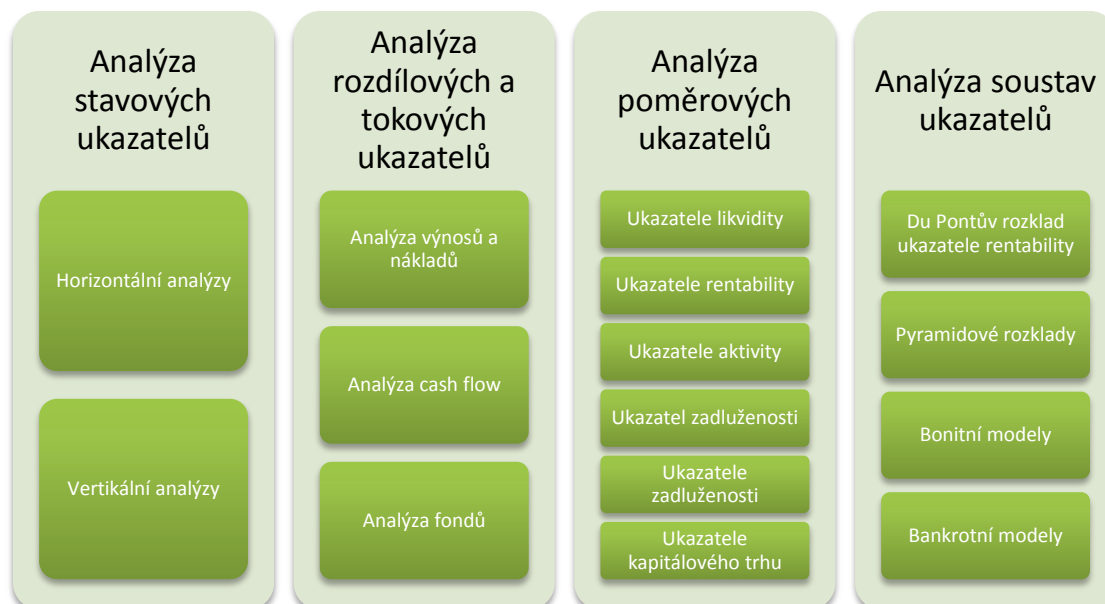 Analýza
stavových
ukazatelů
Horizontální analýzy
Vertikální analýzy
Analýza
rozdílových a
tokových
ukazatelů
Analýza výnosů a
nákladů
Analýza cash flow
Analýza fondů
Analýza
poměrových
ukazatelů
Ukazatele likvidity
Ukazatele rentability
Ukazatele aktivity
Ukazatel zadluženosti
Ukazatele
zadluženosti
Ukazatele
kapitálového trhu
Analýza soustav
ukazatelů
Du Pontův rozklad
ukazatele rentability
Pyramidové rozklady
Bonitní modely
Bankrotní modely